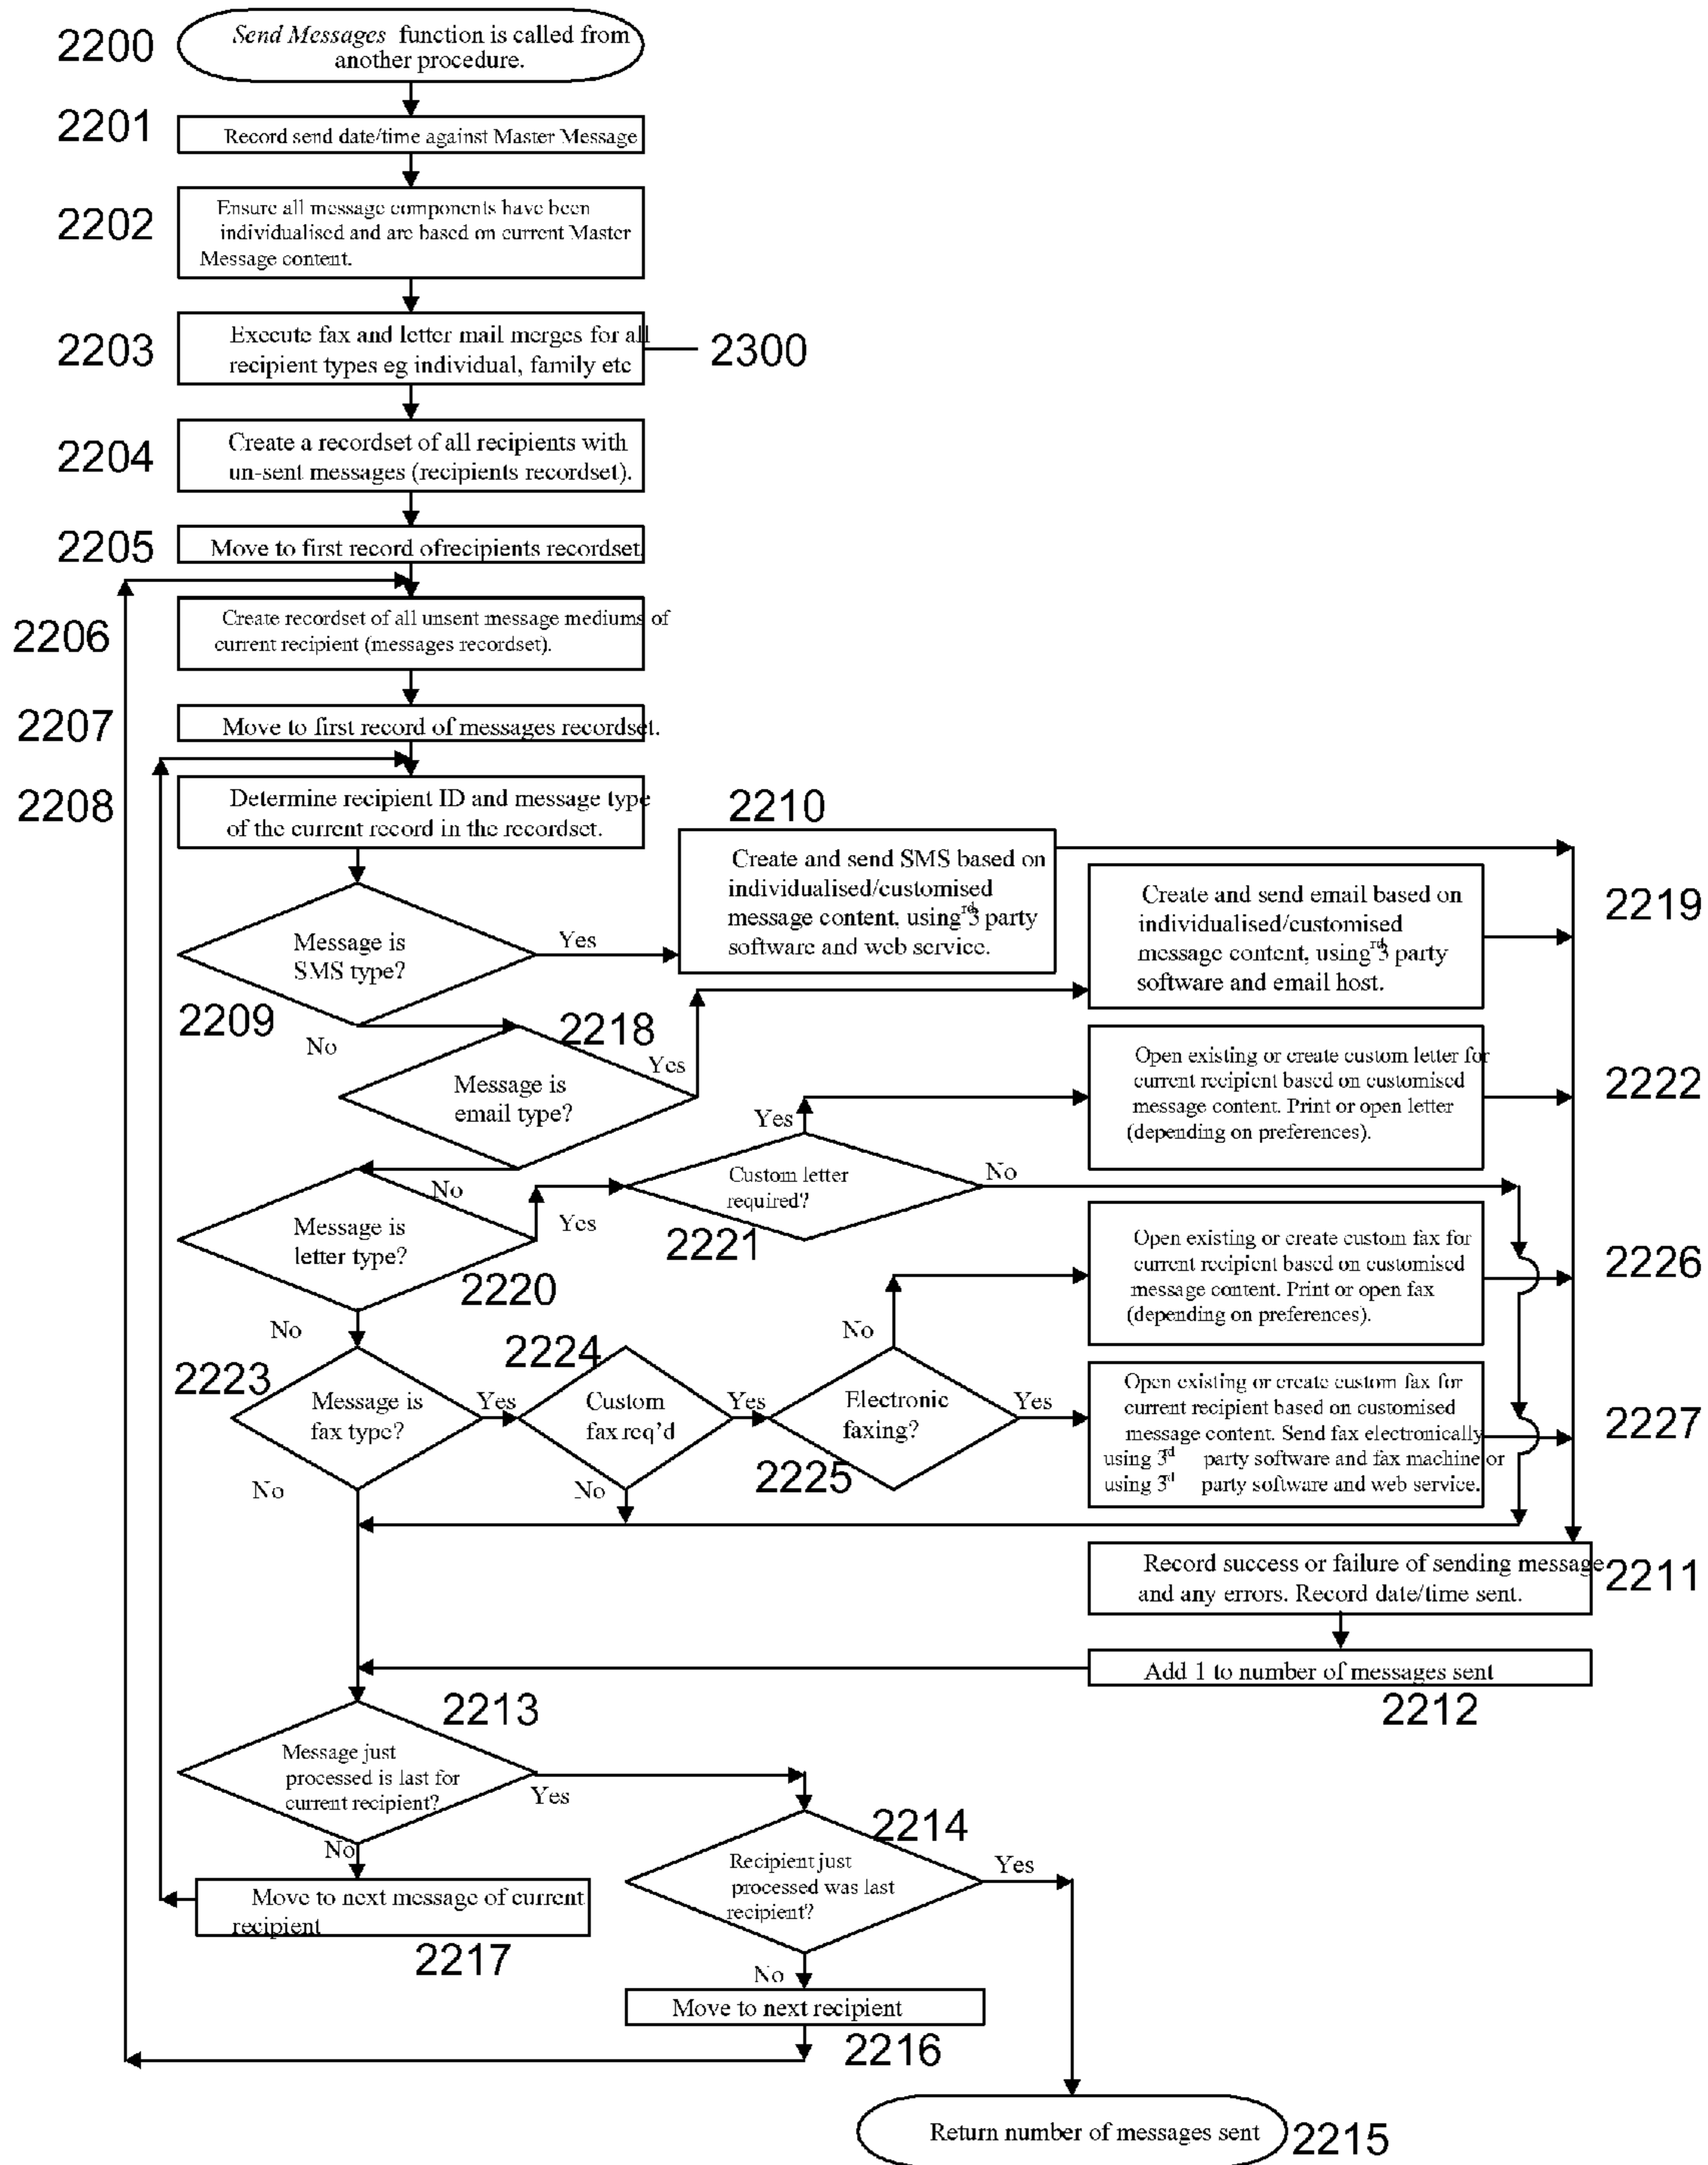 2200
Send Messages function is called from
another procedure.
2201
Record send date/time against Master Message
2202
Ensure all message components have been
individualised and are based on current Master
Message content.
2203
Execute fax and letter mail merges for all
recipient types eg individual, family etc
2300
2204
Create a recordset of all recipients with
un-sent messages (recipients recordset).
2205
Move to first record ofrecipients recordset.
2206
Create recordset of all unsent message mediums of
current recipient (messages recordset).
2207
Move to first record of messages recordset.
2208
Determine recipient ID and message type
of the current record in the recordset.
2210
Create and send SMS based on
individualised/customised
message content, using 3rd party
software and web service.
2219
Create and send email based on
individualised/customised
message content, using 3rd party
software and email host.
Message is
SMS type?
Yes
2209
No
2218
Message is
email type?
Yes
No
2222
Open existing or create custom letter for
current recipient based on customised
message content. Print or open letter
(depending on preferences).
Yes
Custom letter
required?
No
2221
Message is
letter type?
Yes
2220
No
2226
Open existing or create custom fax for
current recipient based on customised
message content. Print or open fax
(depending on preferences).
2223
Message is
fax type?
Yes
No
2224
Custom
fax req'd
Yes
No
No
Electronic
faxing?
Yes
2225
2227
Open existing or create custom fax for
current recipient based on customised
message content. Send fax electronically
using 3rd party software and fax machine or
using 3rd party software and web service.
Record success or failure of sending message
and any errors. Record date/time sent.
2211
Add 1 to number of messages sent
2212
2213
Message just
processed is last for
current recipient?
Yes
No
2214
Recipient just
processed was last
recipient?
Yes
No
Move to next message of current
recipient
2217
Move to next recipient
2216
Return number of messages sent
2215